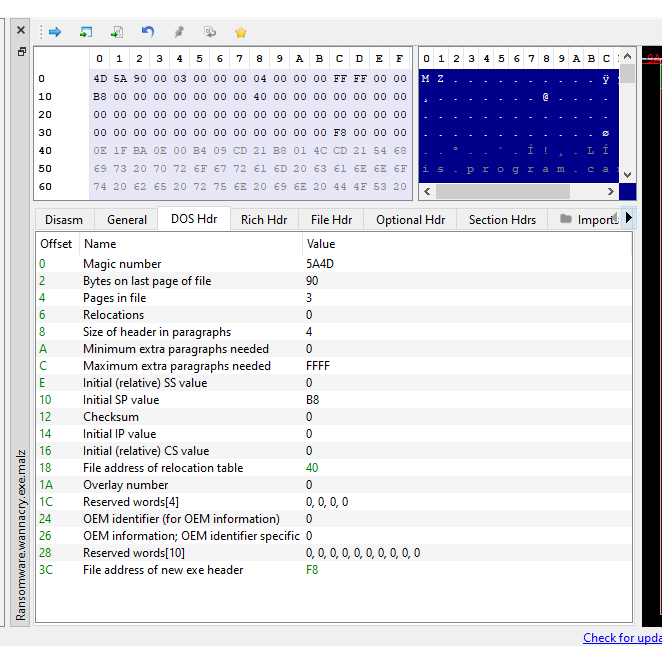 0 1 2 3 4 5 6 7 8 9 A B C D E F
0 4D 5A 90 00 03 00 00 00 04 00 00 00 FF FF 00 00
10 B8 00 00 00 00 00 00 00 40 00 00 00 00 00 00 00
20 00 00 00 00 00 00 00 00 00 00 00 00 00 00 00 00
30 00 00 00 00 00 00 00 00 00 00 00 00 F8 00 00 00
40 0E 1F BA 0E 00 B4 09 CD 21 B8 01 4C CD 21 54 68
50 69 73 20 70 72 6F 67 72 61 6D 20 63 61 6E 6E 6F
60 74 20 62 65 20 72 75 6E 20 69 6E 20 44 4F 53 20
0 1 2 3 4 5 6 7 8 9 A B C
M Z . . . . . . . . . . ÿ
¸ . . . . . . . @ . . . .
. . . . . . . . . . . . .
. . . . . . . . . . . . ø
. . º . . ´ . Í ! ¸ . L Í
i s . p r o g r a m . c a
9A
Disasm General DOS Hdr Rich Hdr File Hdr Optional Hdr Section Hdrs Import
Offset Name Value
0 Magic number 5A4D
2 Bytes on last page of file 90
4 Pages in file 3
6 Relocations 0
8 Size of header in paragraphs 4
A Minimum extra paragraphs needed 0
C Maximum extra paragraphs needed FFFF
E Initial (relative) SS value 0
10 Initial SP value B8
12 Checksum 0
14 Initial IP value 0
16 Initial (relative) CS value 0
18 File address of relocation table 40
1A Overlay number 0
1C Reserved words[4] 0, 0, 0, 0
24 OEM identifier (for OEM information) 0
26 OEM information; OEM identifier specific 0
28 Reserved words[10] 0, 0, 0, 0, 0, 0, 0, 0, 0, 0
3C File address of new exe header F8
Ransomware.wannacry.exe.malz
Check for upda